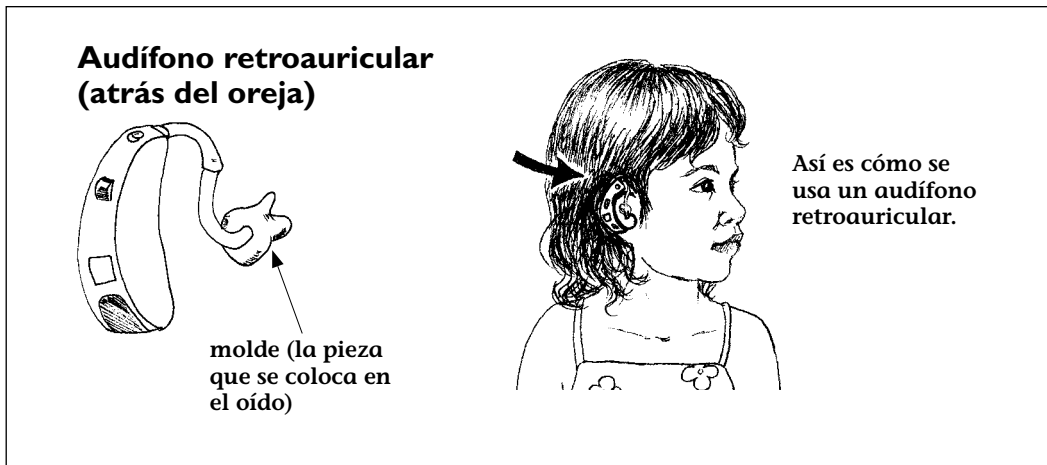 Audífono retroauricular
(atrás del oreja)
molde (la pieza
que se coloca en
el oído)
Así es cómo se
usa un audífono
retroauricular.